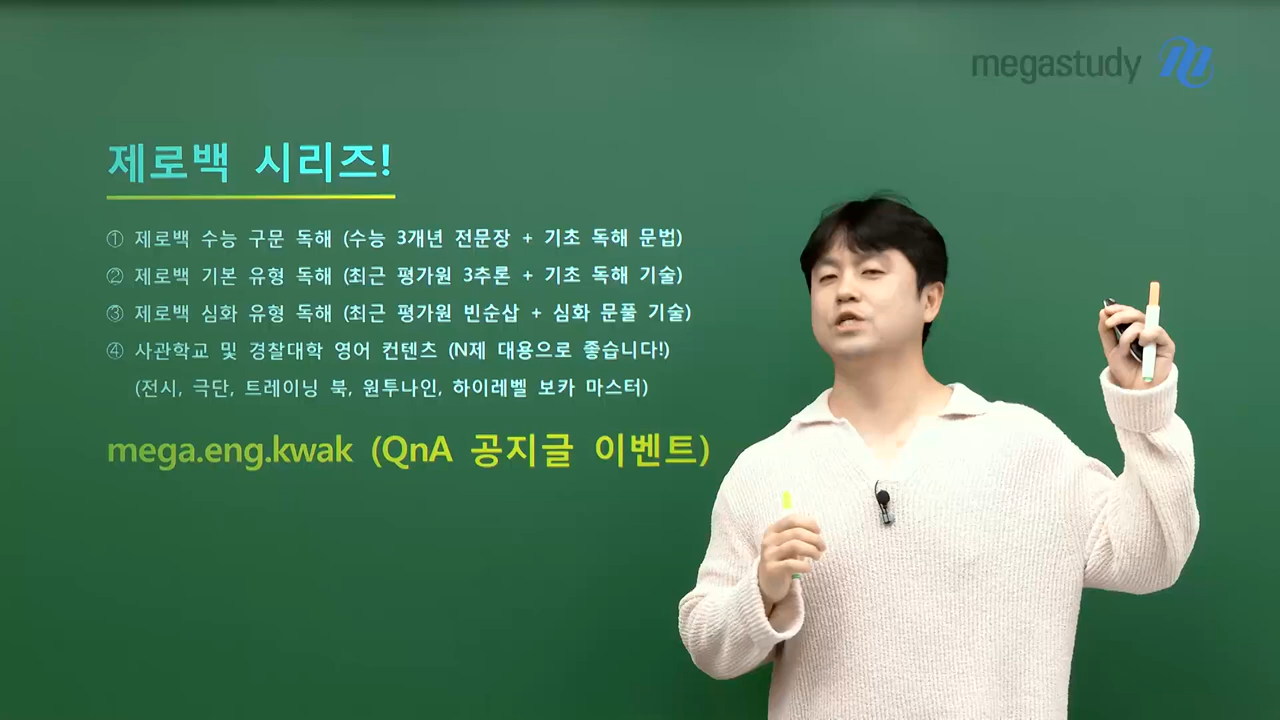 megastudy
제로백 시리즈!
① 제로백 수능 구문 독해 (수능 3개년 전문장 + 기초 독해 문법)
② 제로백 기본 유형 독해 (최근 평가원 3추론 + 기초 독해 기술)
③ 제로백 심화 유형 독해 (최근 평가원 빈순삽 + 심화 문풀 기술)
④ 사관학교 및 경찰대학 영어 컨텐츠 (N제 대용으로 좋습니다!)
(전시, 극단, 트레이닝 북, 원투나인, 하이레벨 보카 마스터)
mega.eng.kwak (QnA 공지글 이벤트)